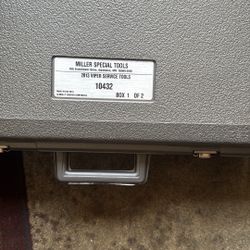 MILLER SPECIAL TOOLS
2013 VIPER SERVICE TOOLS
10432
BOX 1 OF 2